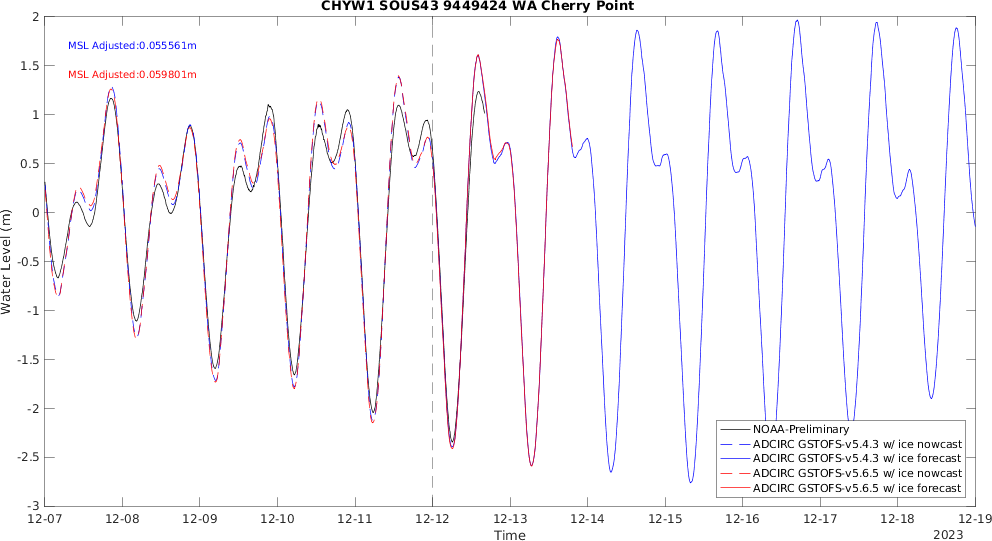 CHYW1 SOUS43 9449424 WA Cherry Point
MSL Adjusted:0.055561m
MSL Adjusted:0.059801m
Water Level (m)
2
1.5
1
0.5
0
-0.5
-1
-1.5
-2
-2.5
-3
NOAA-Preliminary
ADCIRC GSTOFS-v5.4.3 w/ ice nowcast
ADCIRC GSTOFS-v5.4.3 w/ ice forecast
ADCIRC GSTOFS-v5.6.5 w/ ice nowcast
ADCIRC GSTOFS-v5.6.5 w/ ice forecast
12-07 12-08 12-09 12-10 12-11 12-12 12-13 12-14 12-15 12-16 12-17 12-18 12-19
Time
2023